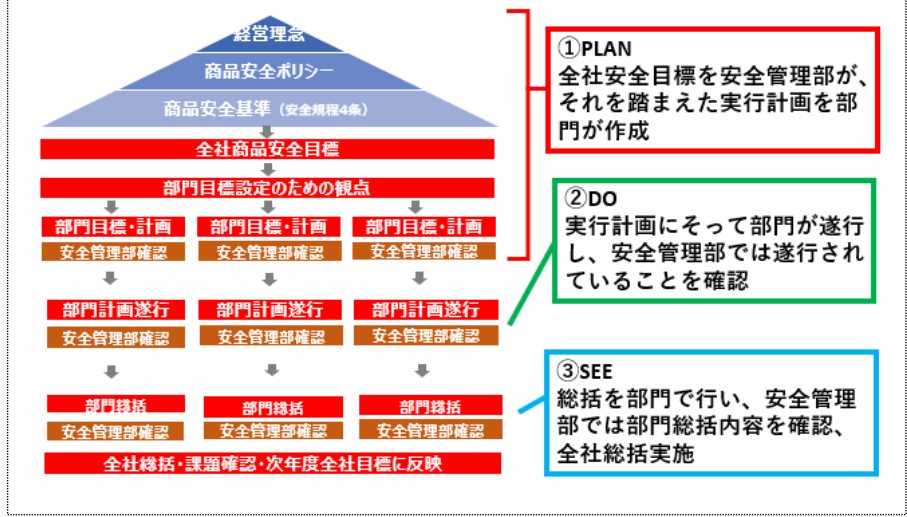 経営理念
商品安全ポリシー
商品安全基準（安全規程4条）
全社商品安全目標
部門目標設定のための観点
部門目標・計画 部門目標・計画 部門目標・計画
安全管理部確認 安全管理部確認 安全管理部確認
部門計画遂行 部門計画遂行 部門計画遂行
安全管理部確認 安全管理部確認 安全管理部確認
部門総括 部門総括 部門総括
安全管理部確認 安全管理部確認 安全管理部確認
全社総括・課題確認・次年度全社目標に反映
①PLAN
全社安全目標を安全管理部が、
それを踏まえた実行計画を部
門が作成
②DO
実行計画にそって部門が遂行
し、安全管理部では遂行され
ていることを確認
③SEE
総括を部門で行い、安全管理
部では部門総括内容を確認、
全社総括実施